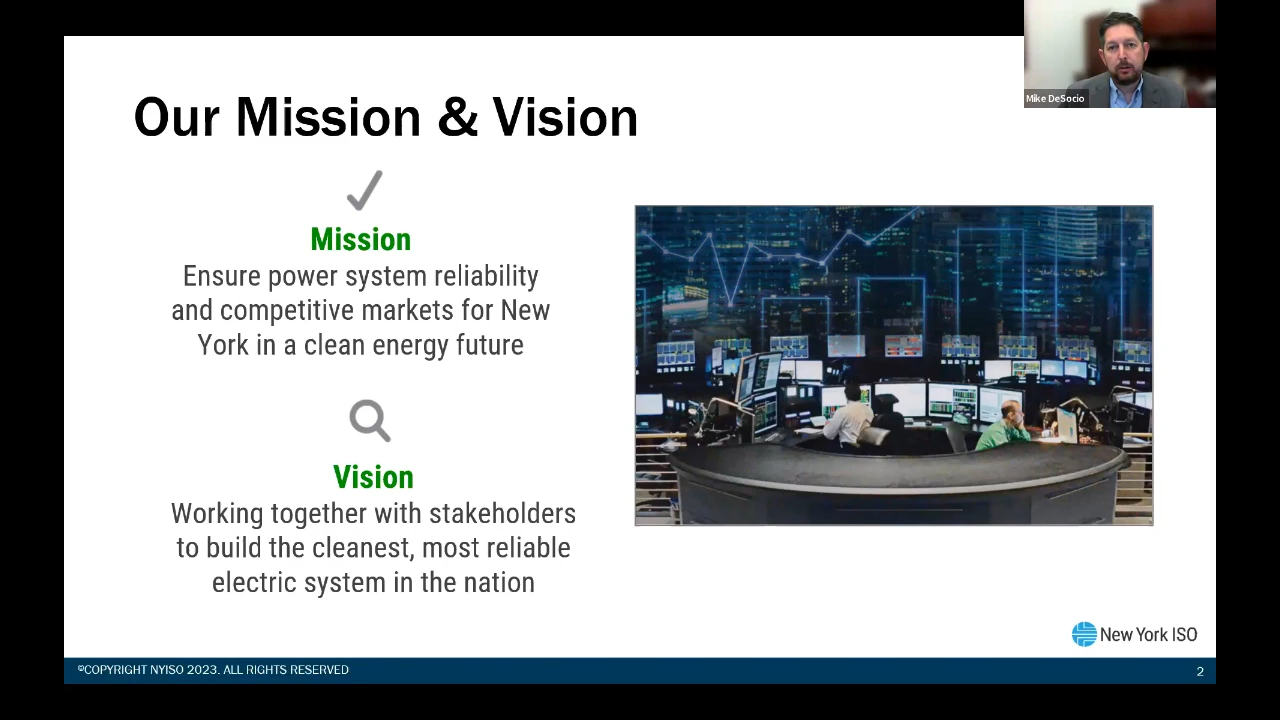 Our Mission & Vision
Mike DeSocio
Mission
Ensure power system reliability
and competitive markets for New
York in a clean energy future
Vision
Working together with stakeholders
to build the cleanest, most reliable
electric system in the nation
New York ISO
©COPYRIGHT NYISO 2023. ALL RIGHTS RESERVED
2